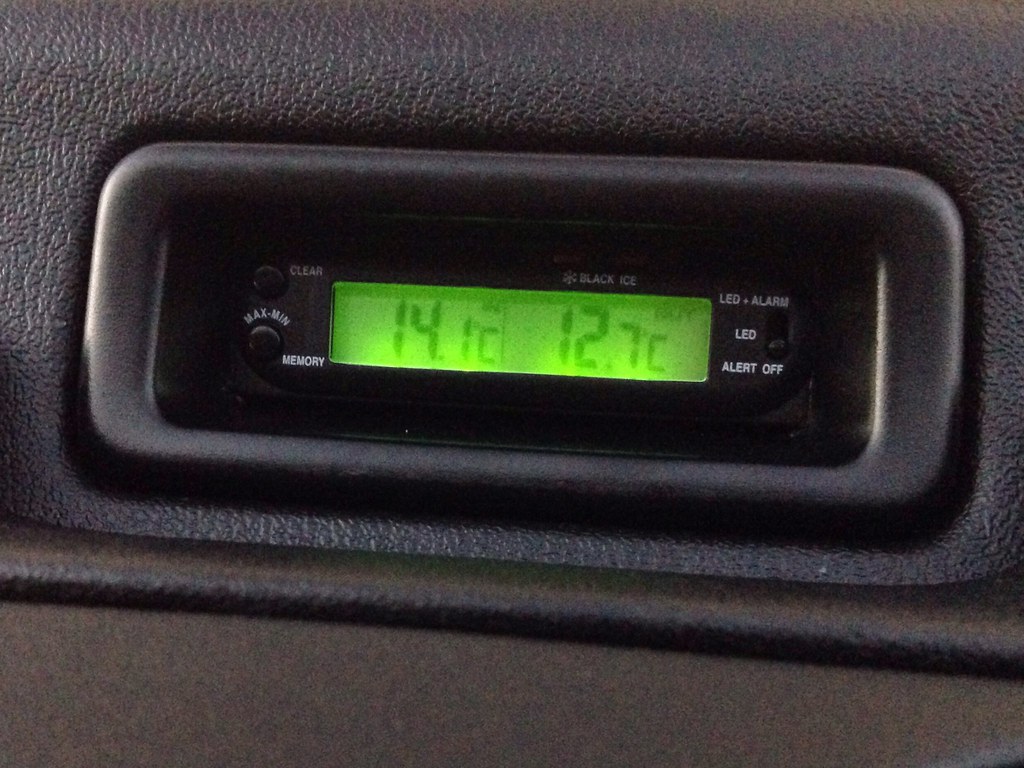 CLEAR
MAX-MIN
MEMORY
BLACK ICE
14.1°C
12.7°C
LED + ALARM
LED
ALERT OFF